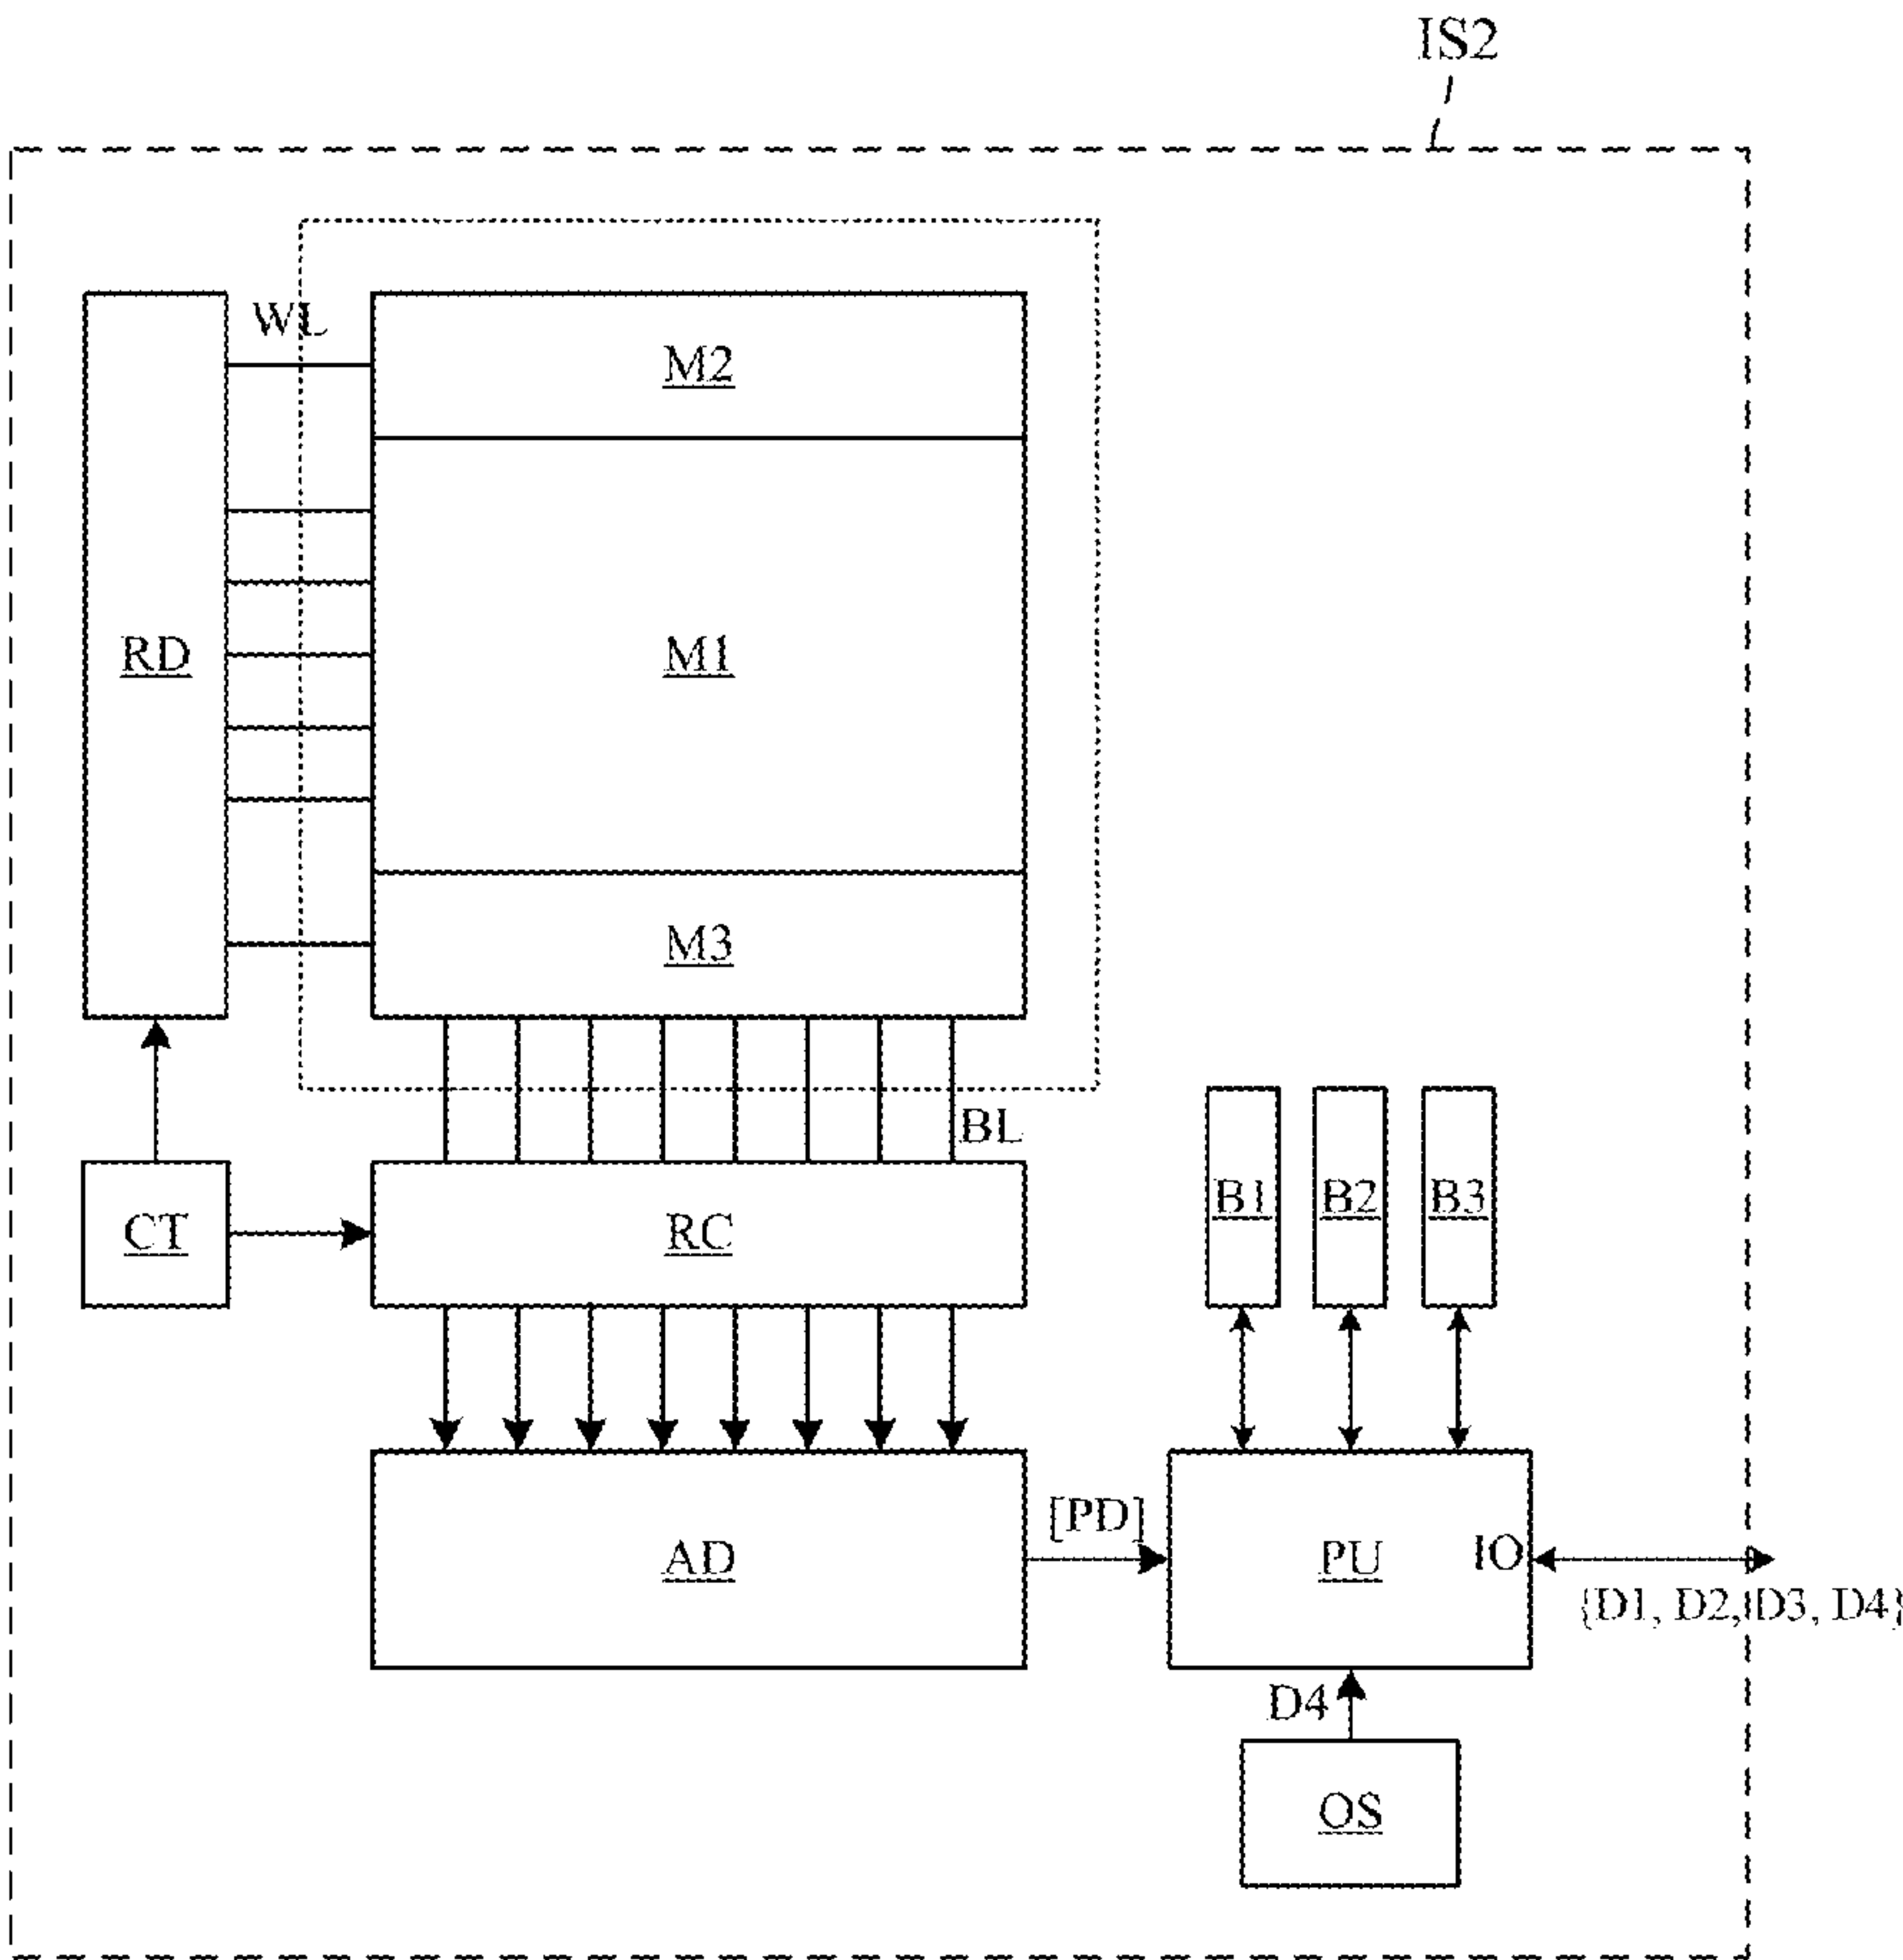 IS2
WL
M2
RD
M1
M3
BL
B1
B2
B3
CT
RC
[PD]
AD
PU
IO
{D1, D2, D3, D4}
D4
OS